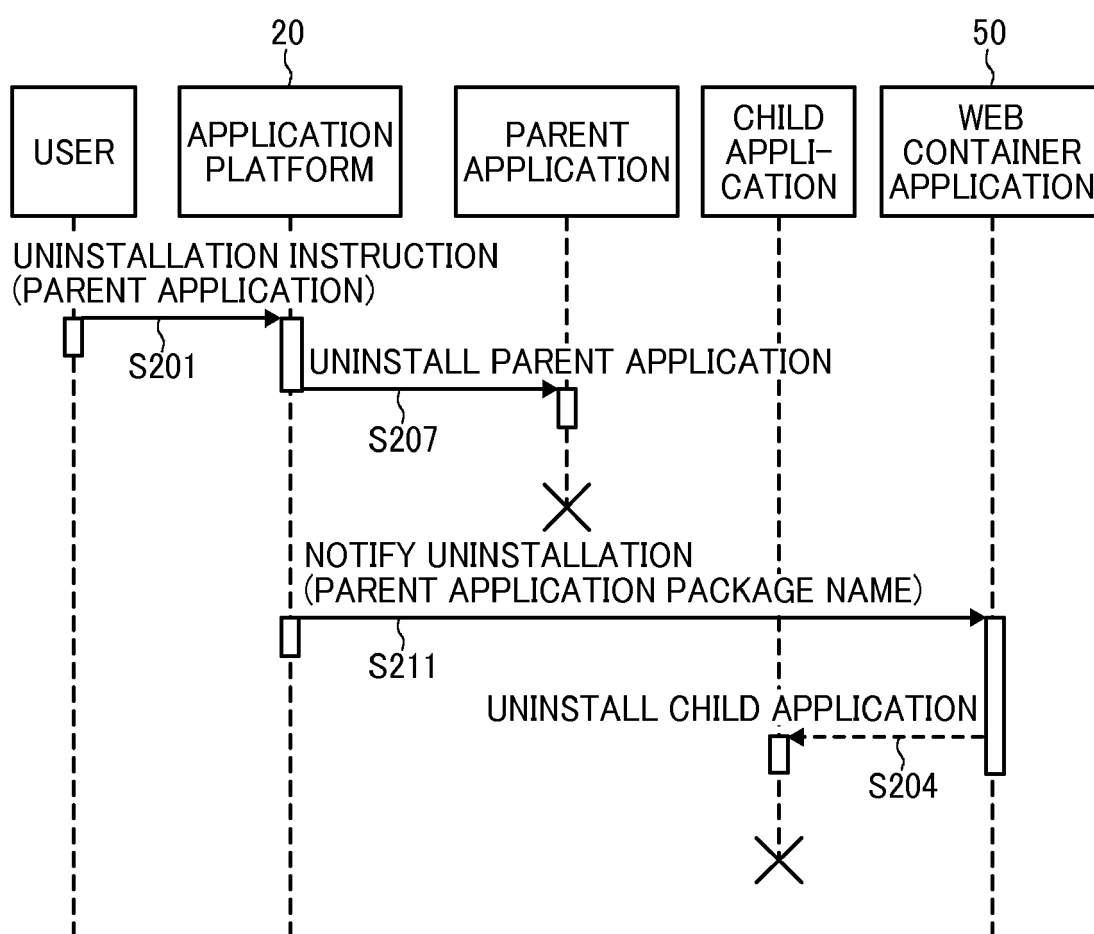 20
50
USER
APPLICATION
PLATFORM
PARENT
APPLICATION
CHILD
APPLI-
CATION
WEB
CONTAINER
APPLICATION
UNINSTALLATION INSTRUCTION
(PARENT APPLICATION)
S201
UNINSTALL PARENT APPLICATION
S207
NOTIFY UNINSTALLATION
(PARENT APPLICATION PACKAGE NAME)
S211
UNINSTALL CHILD APPLICATION
S204